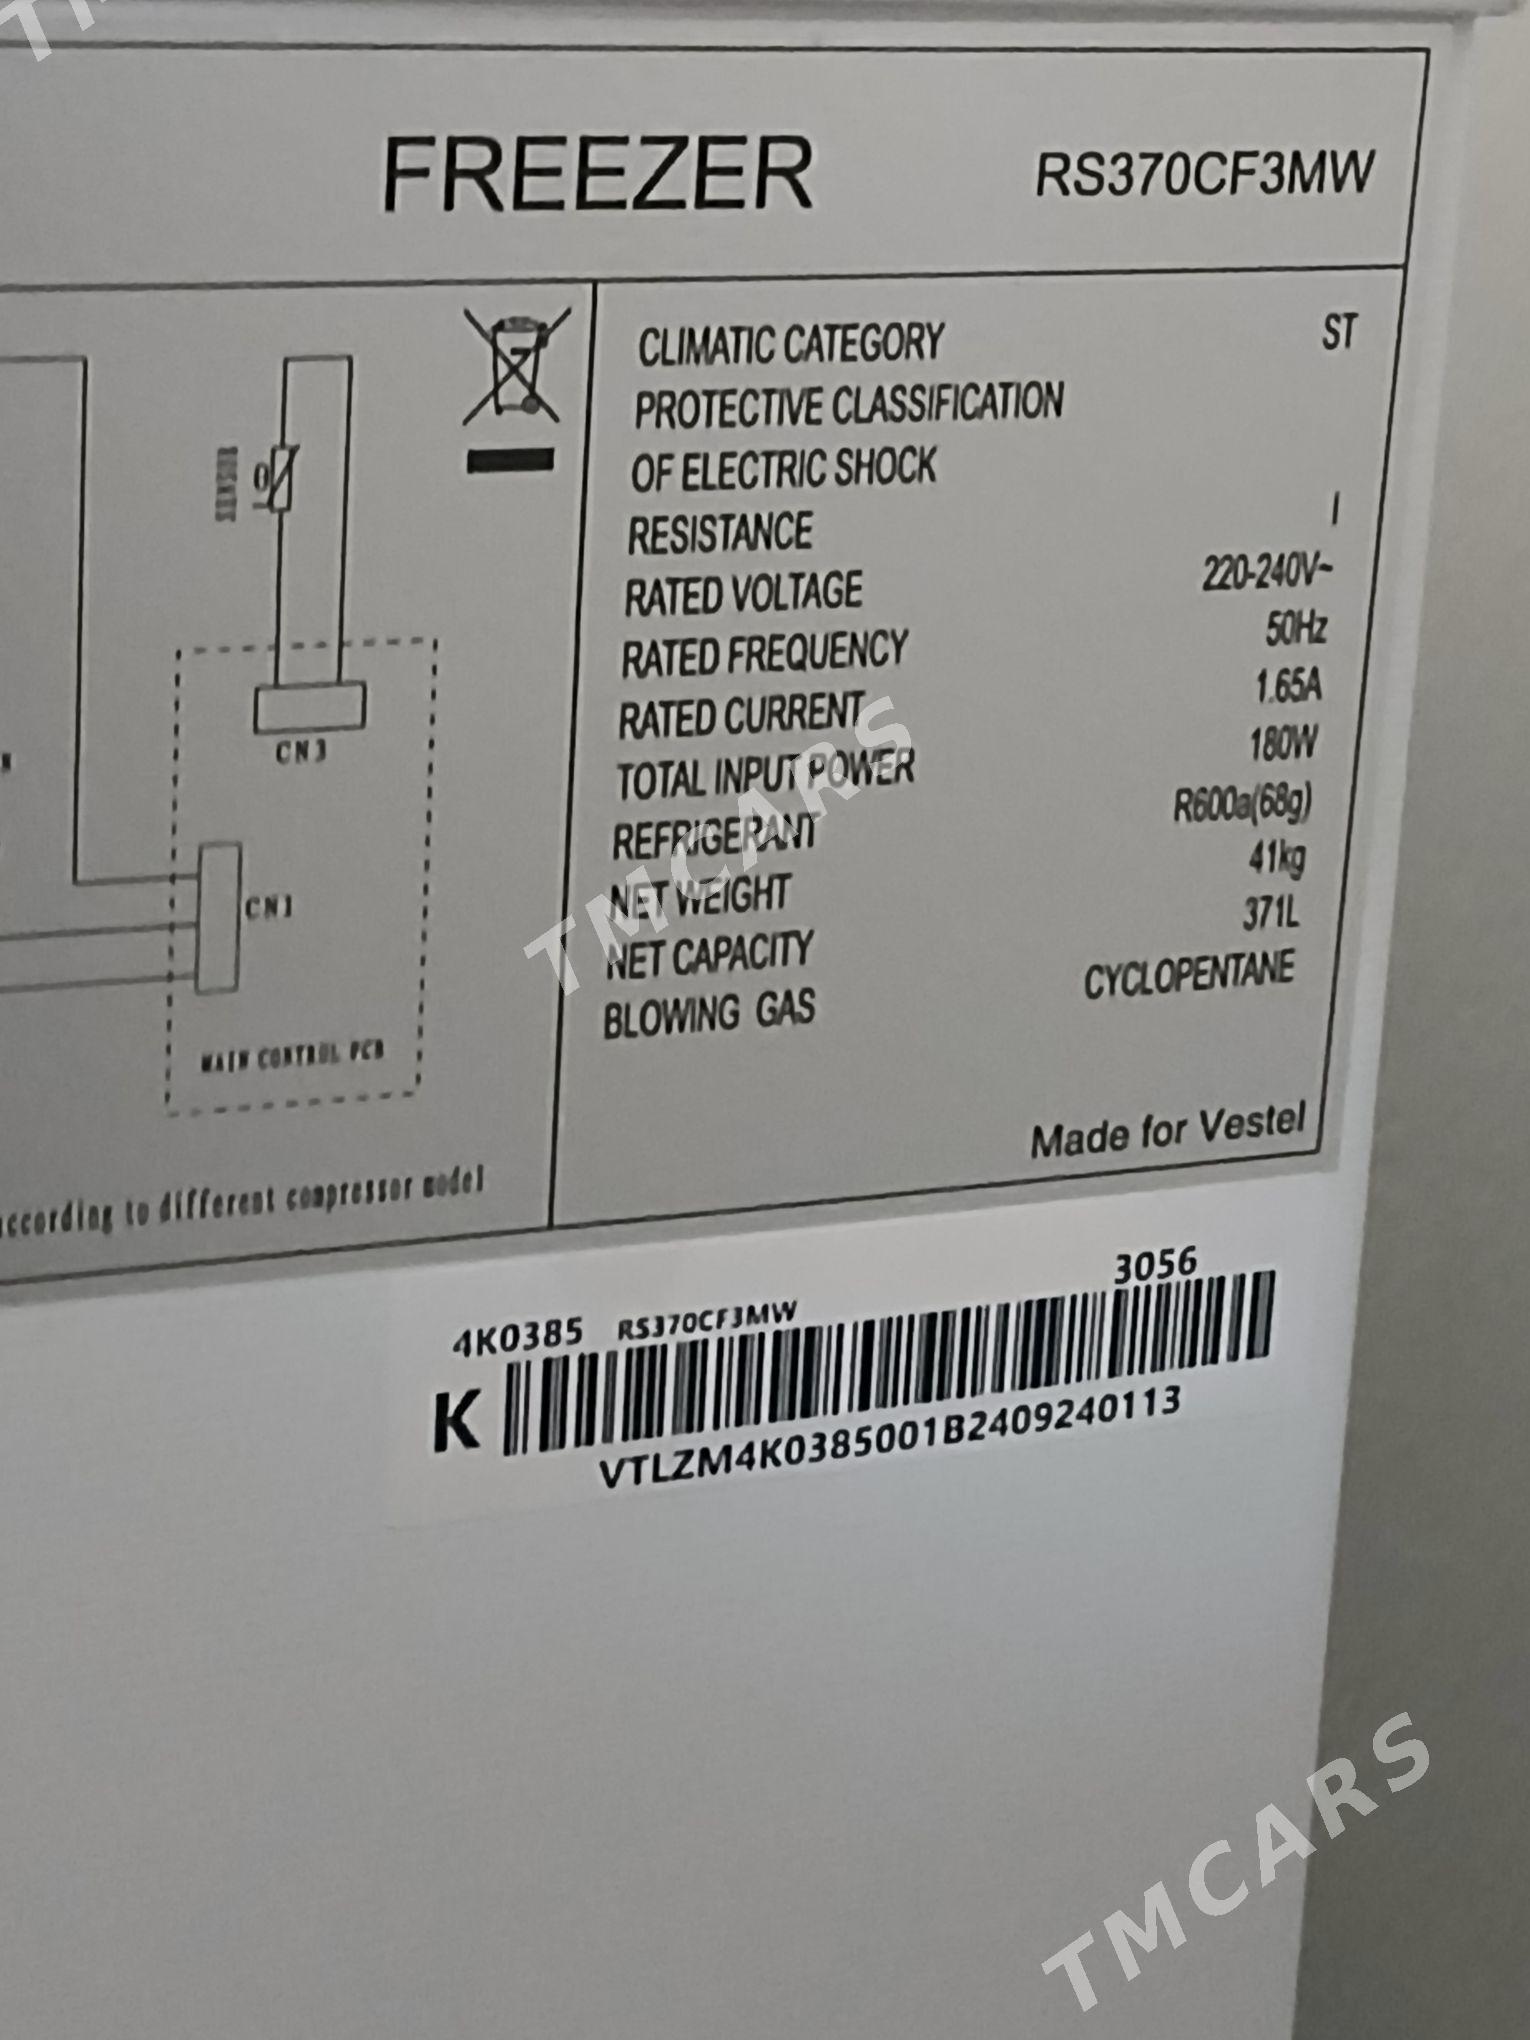 FREEZER RS370CF3MW
CLIMATIC CATEGORY ST
PROTECTIVE CLASSIFICATION
OF ELECTRIC SHOCK
RESISTANCE I
RATED VOLTAGE 220-240V~
RATED FREQUENCY 50Hz
RATED CURRENT 1.65A
TOTAL INPUT POWER 180W
REFRIGERANT R600a(68g)
NET WEIGHT 41kg
NET CAPACITY 371L
BLOWING GAS CYCLOPENTANE
Made for Vestel
SENSOR
θ
CN3
CN1
MAIN CONTROL PCB
according to different compressor model
4K0385 RS370CF3MW 3056
K
VTLZM4K0385001B2409240113
TMCARS
TMCARS